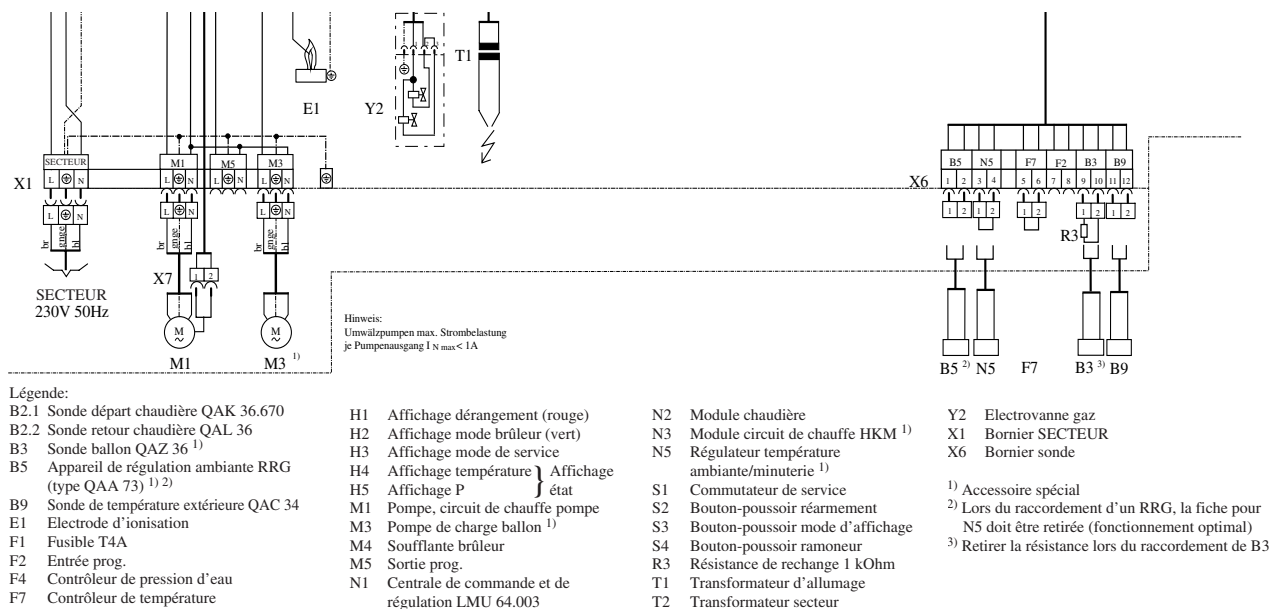 E1
Y2
T1
SECTEUR M1 M5 M3 B5 N5 F7 F2 B3 B9
X1 L N L N L N L N X6 1 2 3 4 5 6 7 8 9 10 11 12
L N L N L N 1 2 1 2 1 2 1 2 1 2
br gnge bl br gnge bl br gnge bl
R3
X7 1 2
SECTEUR
230V 50Hz
M M
~ ~
M1 M3 1)
Hinweis:
Umwälzpumpen max. Strombelastung
je Pumpenausgang I N max< 1A
B5 2) N5 F7 B3 3) B9
Légende:
B2.1 Sonde départ chaudière QAK 36.670
B2.2 Sonde retour chaudière QAL 36
B3 Sonde ballon QAZ 36 1)
B5 Appareil de régulation ambiante RRG
(type QAA 73) 1) 2)
B9 Sonde de température extérieure QAC 34
E1 Electrode d'ionisation
F1 Fusible T4A
F2 Entrée prog.
F4 Contrôleur de pression d'eau
F7 Contrôleur de température
H1 Affichage dérangement (rouge)
H2 Affichage mode brûleur (vert)
H3 Affichage mode de service
H4 Affichage température } Affichage
H5 Affichage P état
M1 Pompe, circuit de chauffe pompe
M3 Pompe de charge ballon 1)
M4 Soufflante brûleur
M5 Sortie prog.
N1 Centrale de commande et de
régulation LMU 64.003
N2 Module chaudière
N3 Module circuit de chauffe HKM 1)
N5 Régulateur température
ambiante/minuterie 1)
S1 Commutateur de service
S2 Bouton-poussoir réarmement
S3 Bouton-poussoir mode d'affichage
S4 Bouton-poussoir ramoneur
R3 Résistance de rechange 1 kOhm
T1 Transformateur d'allumage
T2 Transformateur secteur
Y2 Electrovanne gaz
X1 Bornier SECTEUR
X6 Bornier sonde
1) Accessoire spécial
2) Lors du raccordement d'un RRG, la fiche pour
N5 doit être retirée (fonctionnement optimal)
3) Retirer la résistance lors du raccordement de B3